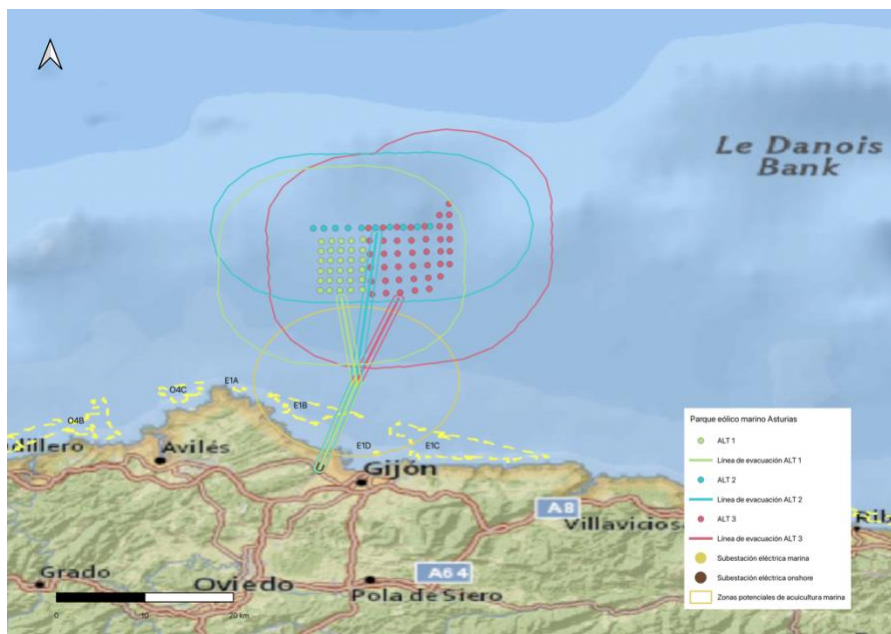 Le Danois
Bank
E1A
O4C
E1B
O4B
E1D
E1C
Avilés
Gijón
A8
Villavicios
Rib
Grado
Oviedo
A64
Pola de Siero
0
10
20 km
Parque eólico marino Asturias
ALT 1
Línea de evacuación ALT 1
ALT 2
Línea de evacuación ALT 2
ALT 3
Línea de evacuación ALT 3
Subestación eléctrica marina
Subestación eléctrica onshore
Zonas potenciales de acuicultura marina